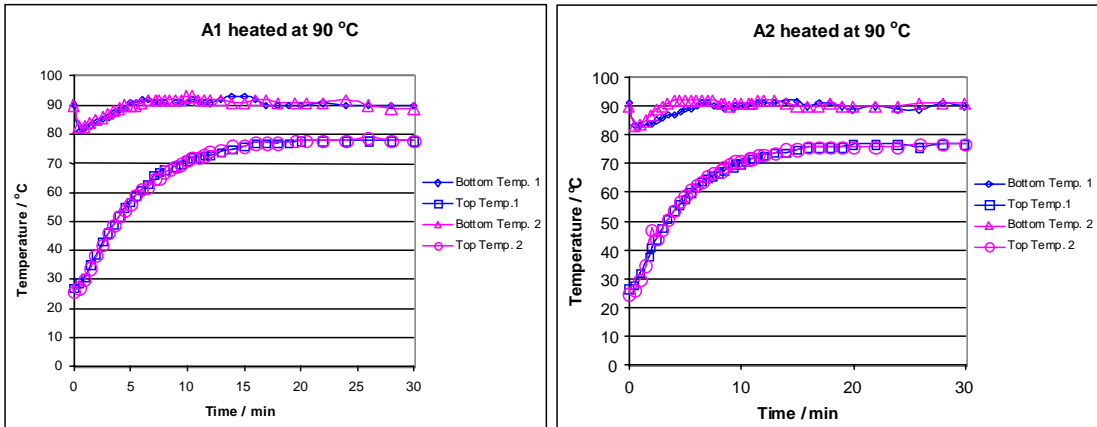 A1 heated at 90 °C
100
90
80
70
60
50
40
30
20
10
0
0 5 10 15 20 25 30
Temperature / °C
Time / min
Bottom Temp. 1
Top Temp.1
Bottom Temp. 2
Top Temp. 2
A2 heated at 90 °C
100
90
80
70
60
50
40
30
20
10
0
0 10 20 30
Temperature / °C
Time / min
Bottom Temp. 1
Top Temp.1
Bottom Temp. 2
Top Temp. 2